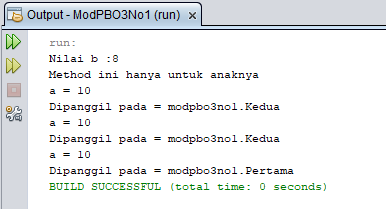 Output - ModPBO3No1 (run)
run:
Nilai b :8
Method ini hanya untuk anaknya
a = 10
Dipanggil pada = modpbo3no1.Kedua
a = 10
Dipanggil pada = modpbo3no1.Kedua
a = 10
Dipanggil pada = modpbo3no1.Pertama
BUILD SUCCESSFUL (total time: 0 seconds)